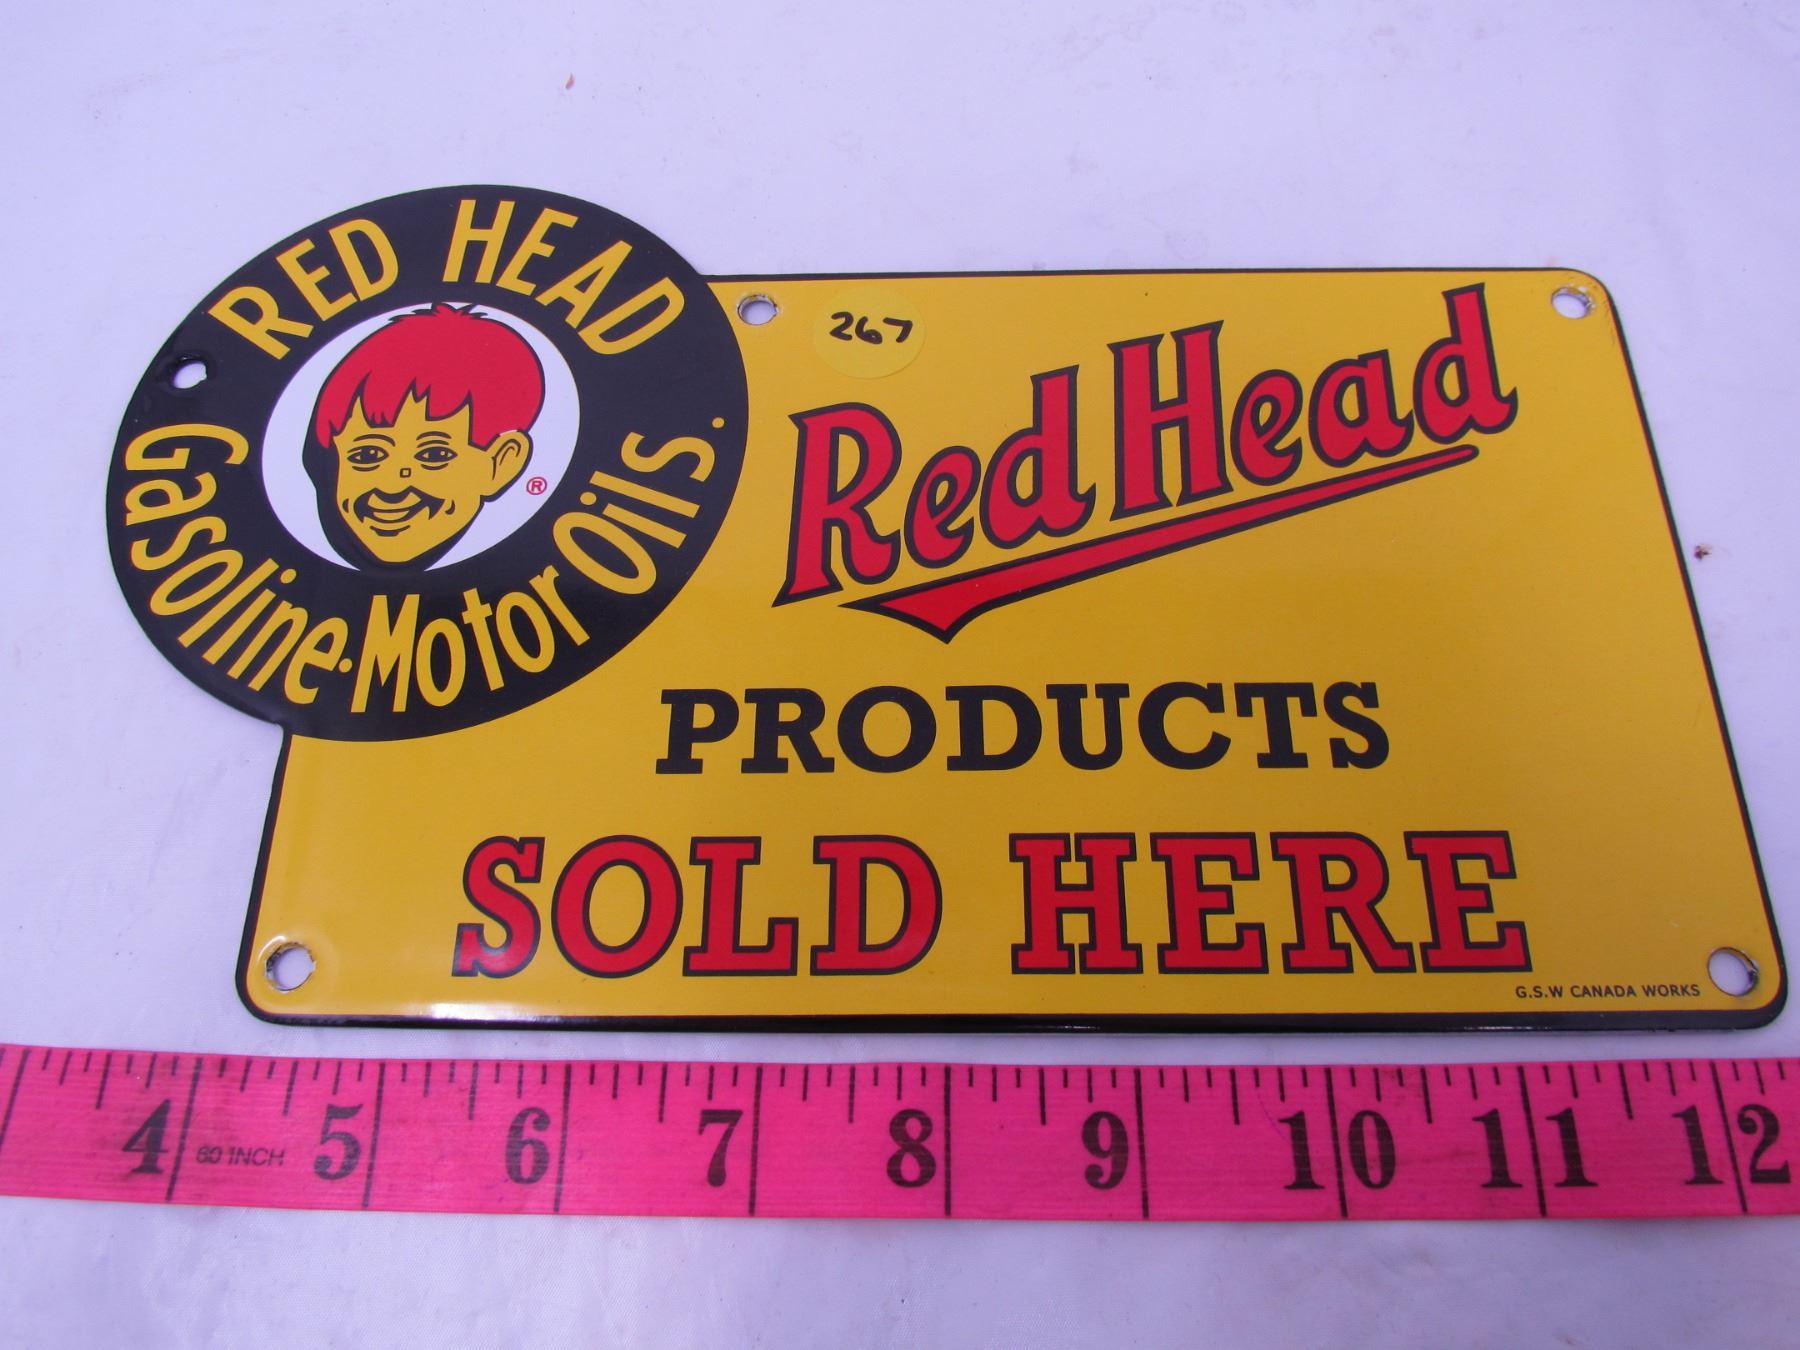 RED HEAD
Gasoline·Motor Oils.
®
267
Red Head
PRODUCTS
SOLD HERE
G.S.W CANADA WORKS
4 5 6 7 8 9 10 11 12
60 INCH